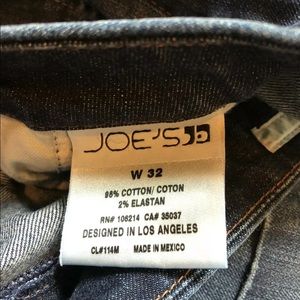 JOE'S
W 32
98% COTTON/ COTON
2% ELASTAN
RN# 106214 CA# 35037
DESIGNED IN LOS ANGELES
CL#114M MADE IN MEXICO